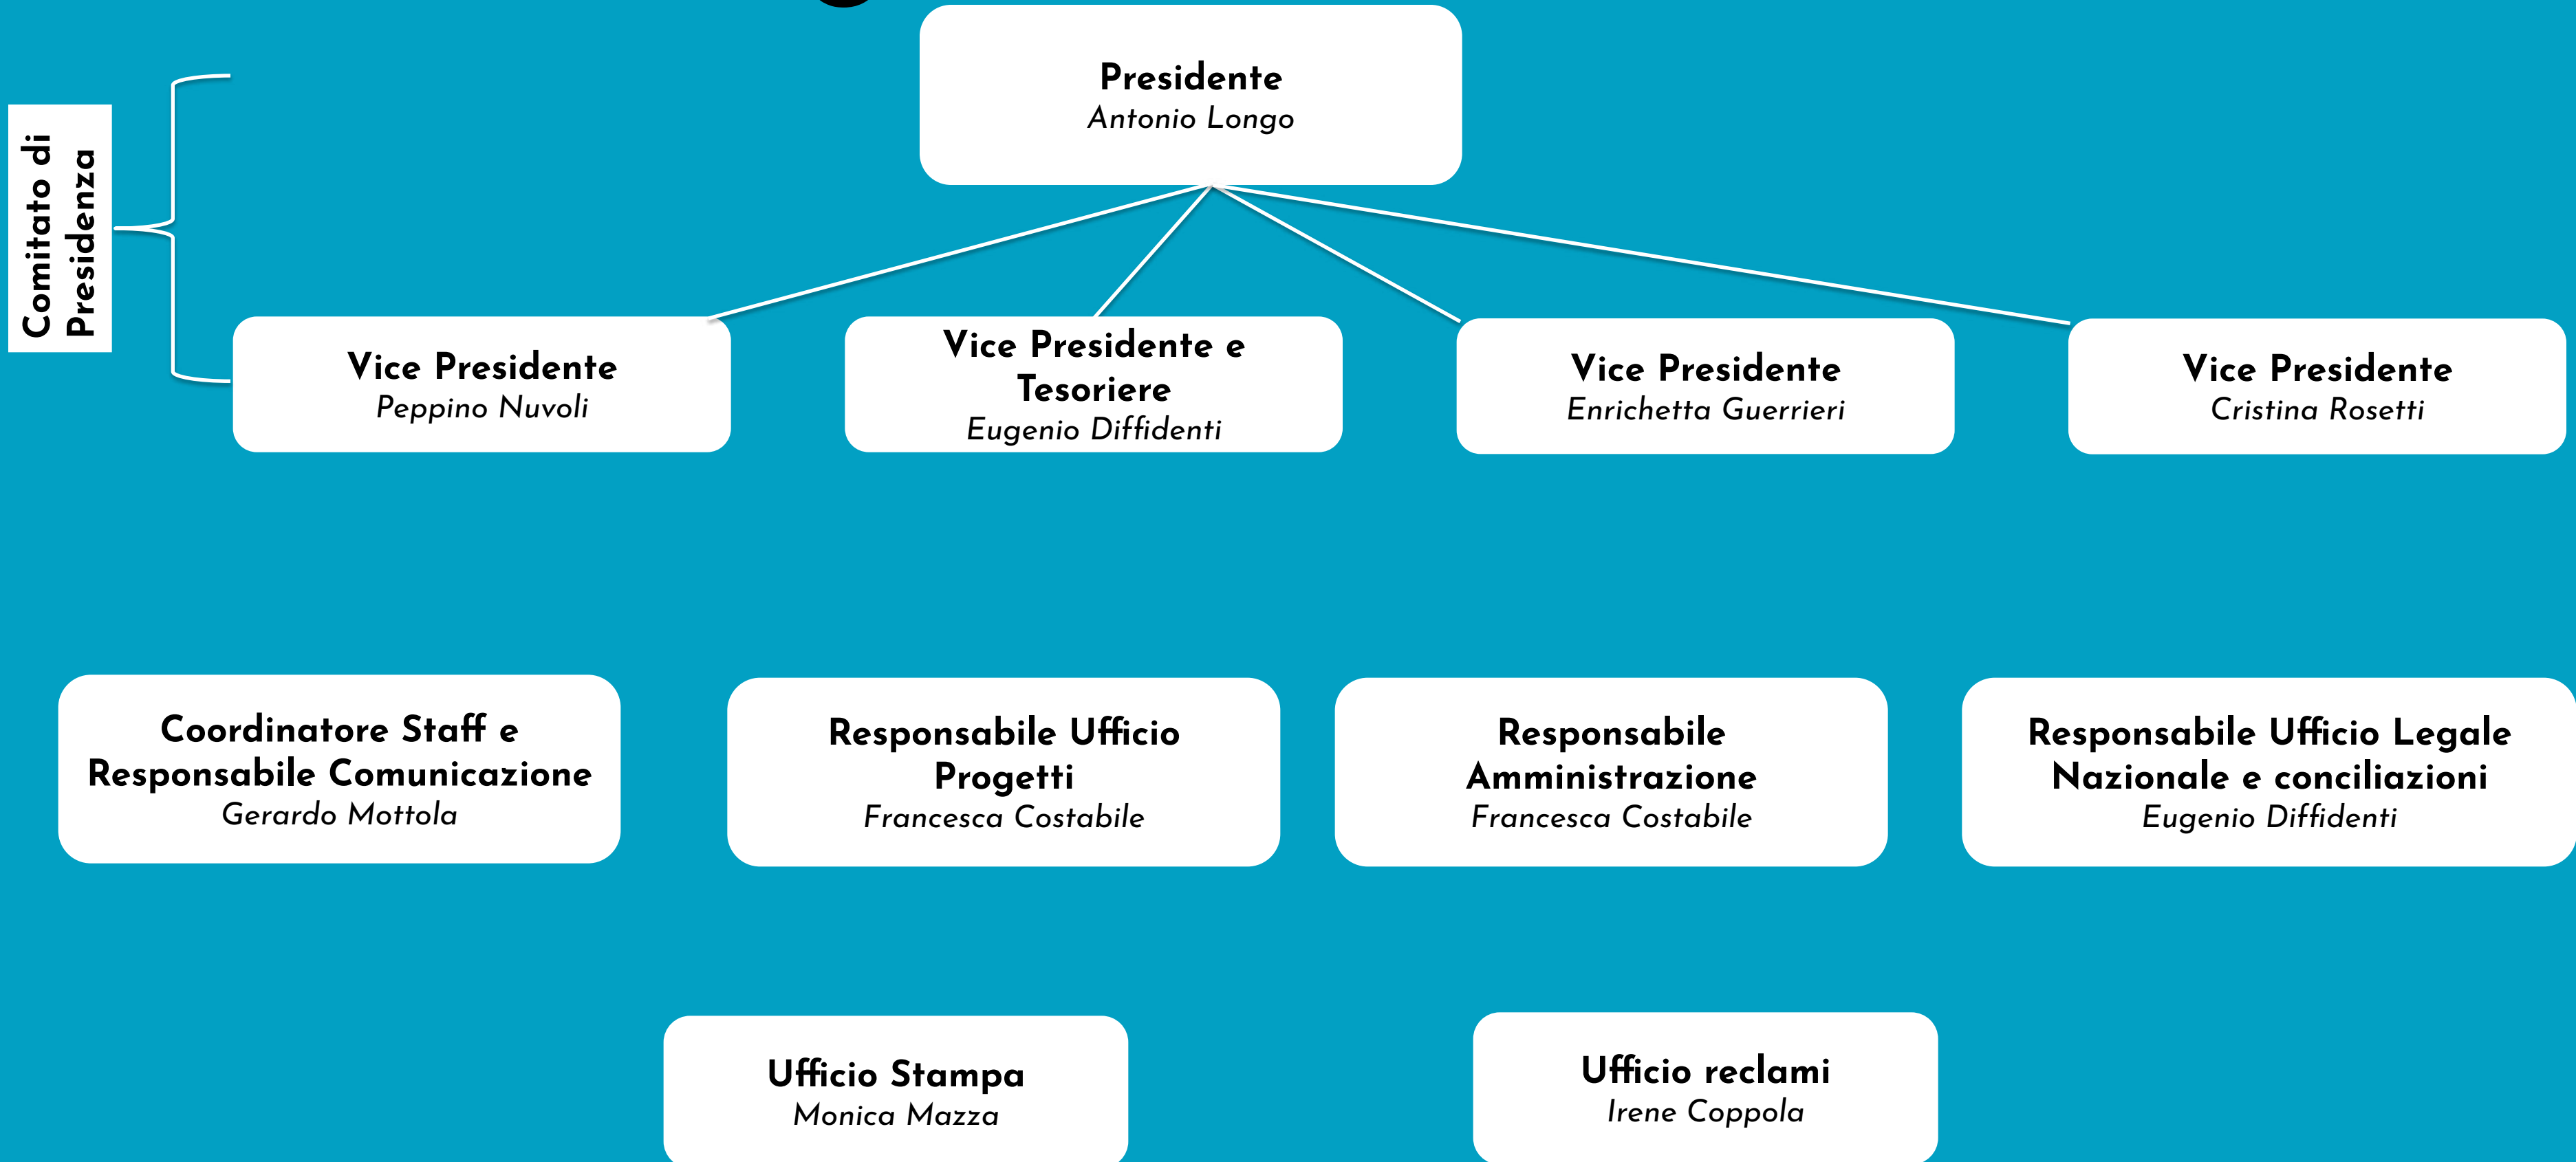 Presidente
Antonio Longo
Comitato di
Presidenza
Vice Presidente
Peppino Nuvoli
Vice Presidente e
Tesoriere
Eugenio Diffidenti
Vice Presidente
Enrichetta Guerrieri
Vice Presidente
Cristina Rosetti
Coordinatore Staff e
Responsabile Comunicazione
Gerardo Mottola
Responsabile Ufficio
Progetti
Francesca Costabile
Responsabile
Amministrazione
Francesca Costabile
Responsabile Ufficio Legale
Nazionale e conciliazioni
Eugenio Diffidenti
Ufficio Stampa
Monica Mazza
Ufficio reclami
Irene Coppola